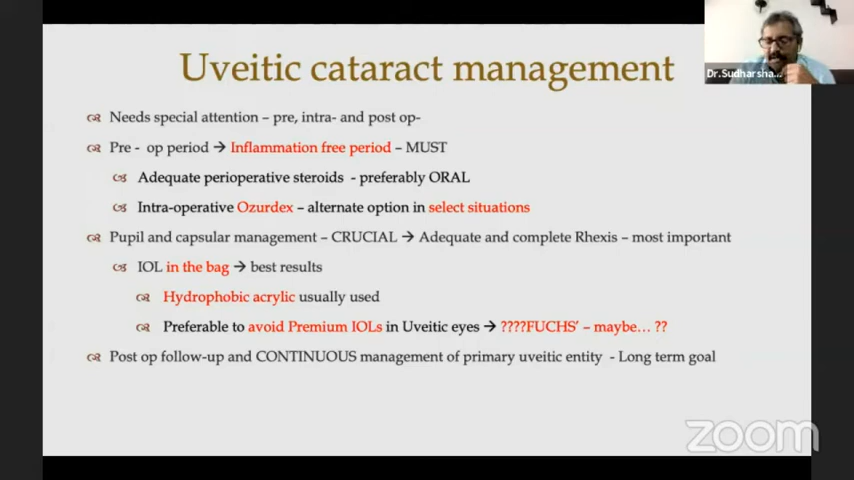 Uveitic cataract management
Dr.Sudharsha...
Needs special attention – pre, intra- and post op-
Pre - op period → Inflammation free period – MUST
Adequate perioperative steroids - preferably ORAL
Intra-operative Ozurdex – alternate option in select situations
Pupil and capsular management – CRUCIAL → Adequate and complete Rhexis – most important
IOL in the bag → best results
Hydrophobic acrylic usually used
Preferable to avoid Premium IOLs in Uveitic eyes → ????FUCHS' – maybe... ??
Post op follow-up and CONTINUOUS management of primary uveitic entity - Long term goal
zoom